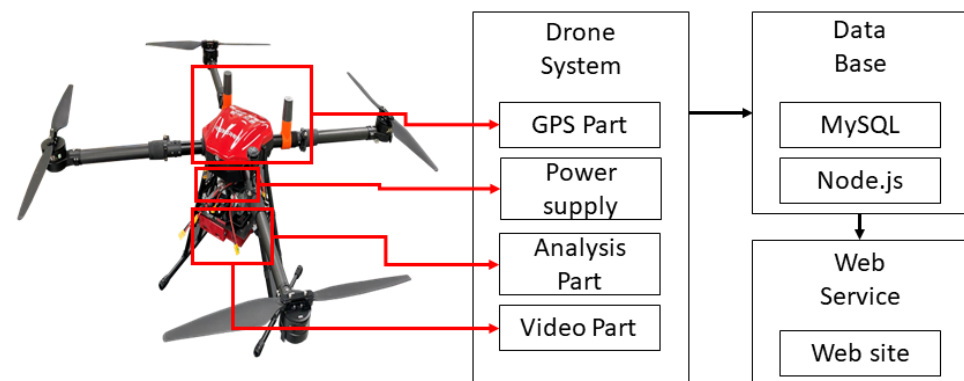 Drone
System
GPS Part
Power
supply
Analysis
Part
Video Part
Data
Base
MySQL
Node.js
Web
Service
Web site